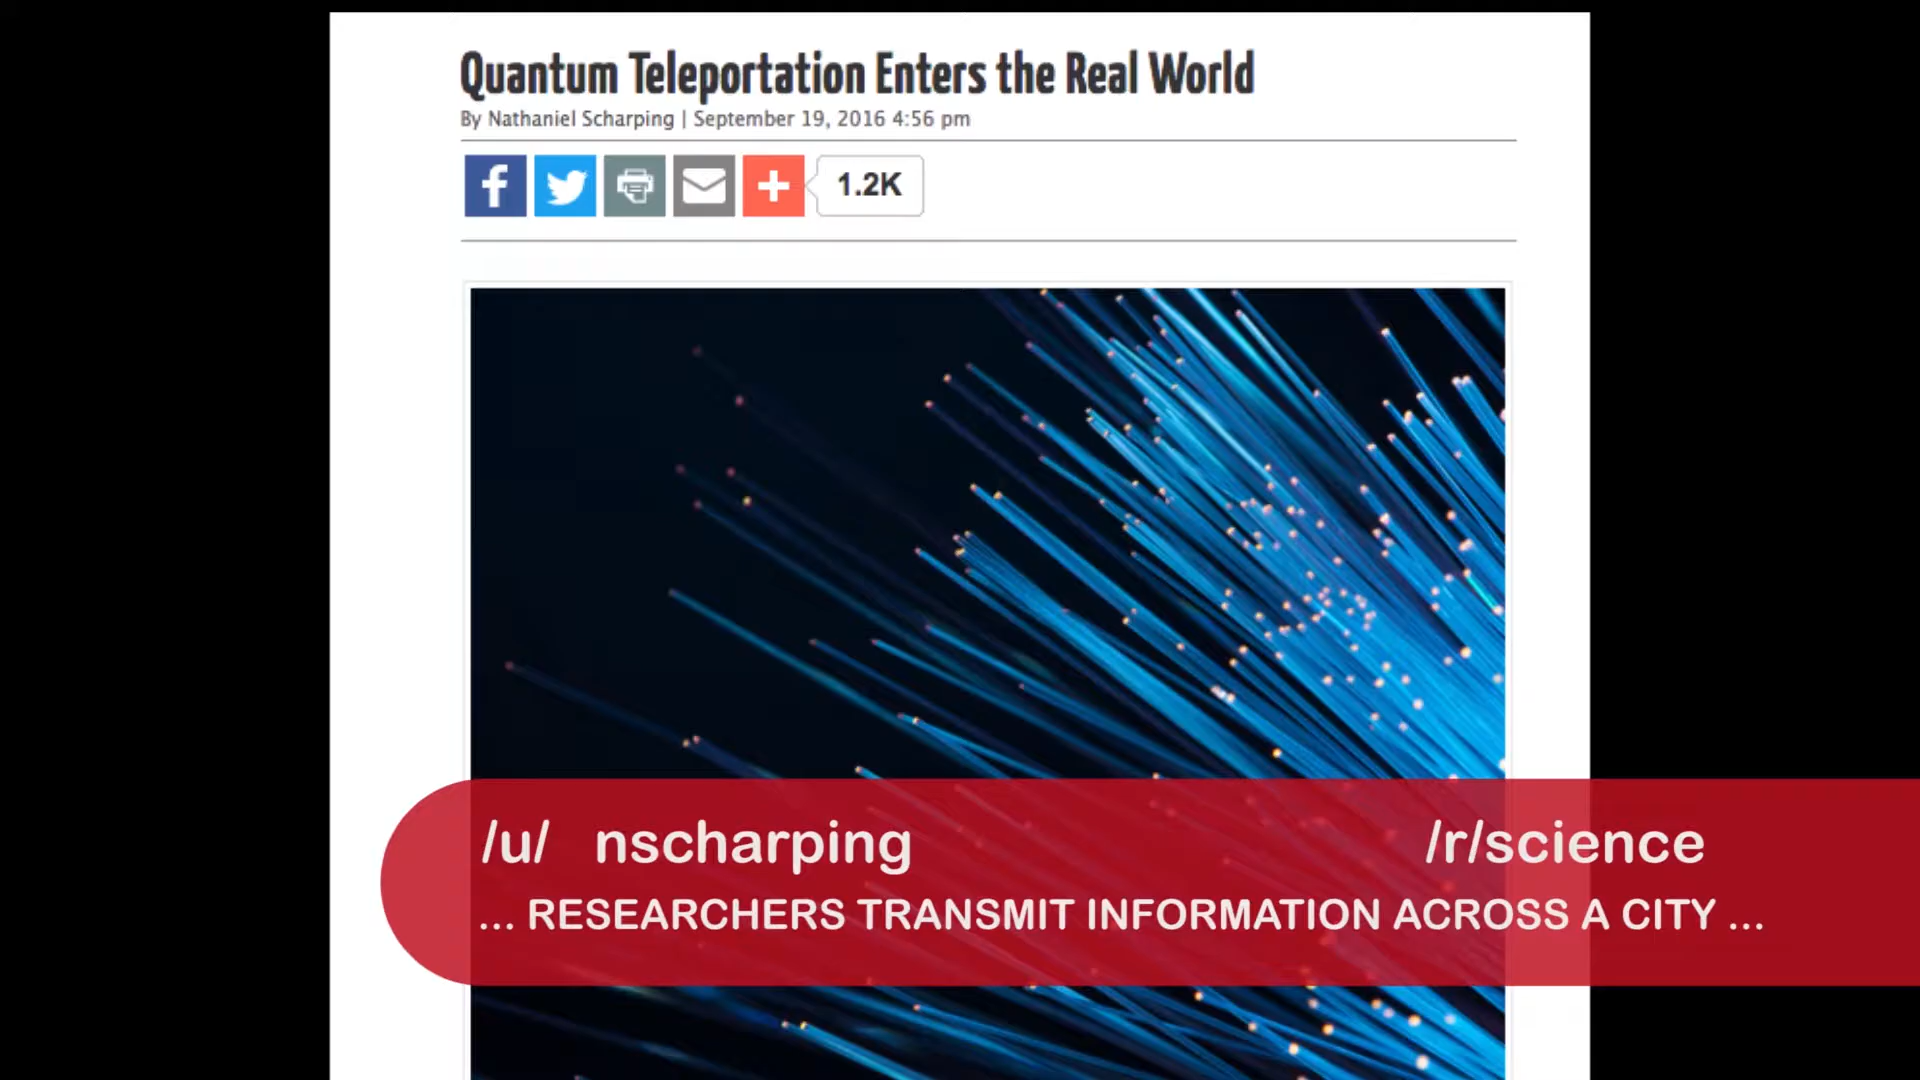 Quantum Teleportation Enters the Real World
By Nathaniel Scharping | September 19, 2016 4:56 pm
1.2K
/u/ nscharping /r/science
... RESEARCHERS TRANSMIT INFORMATION ACROSS A CITY ...